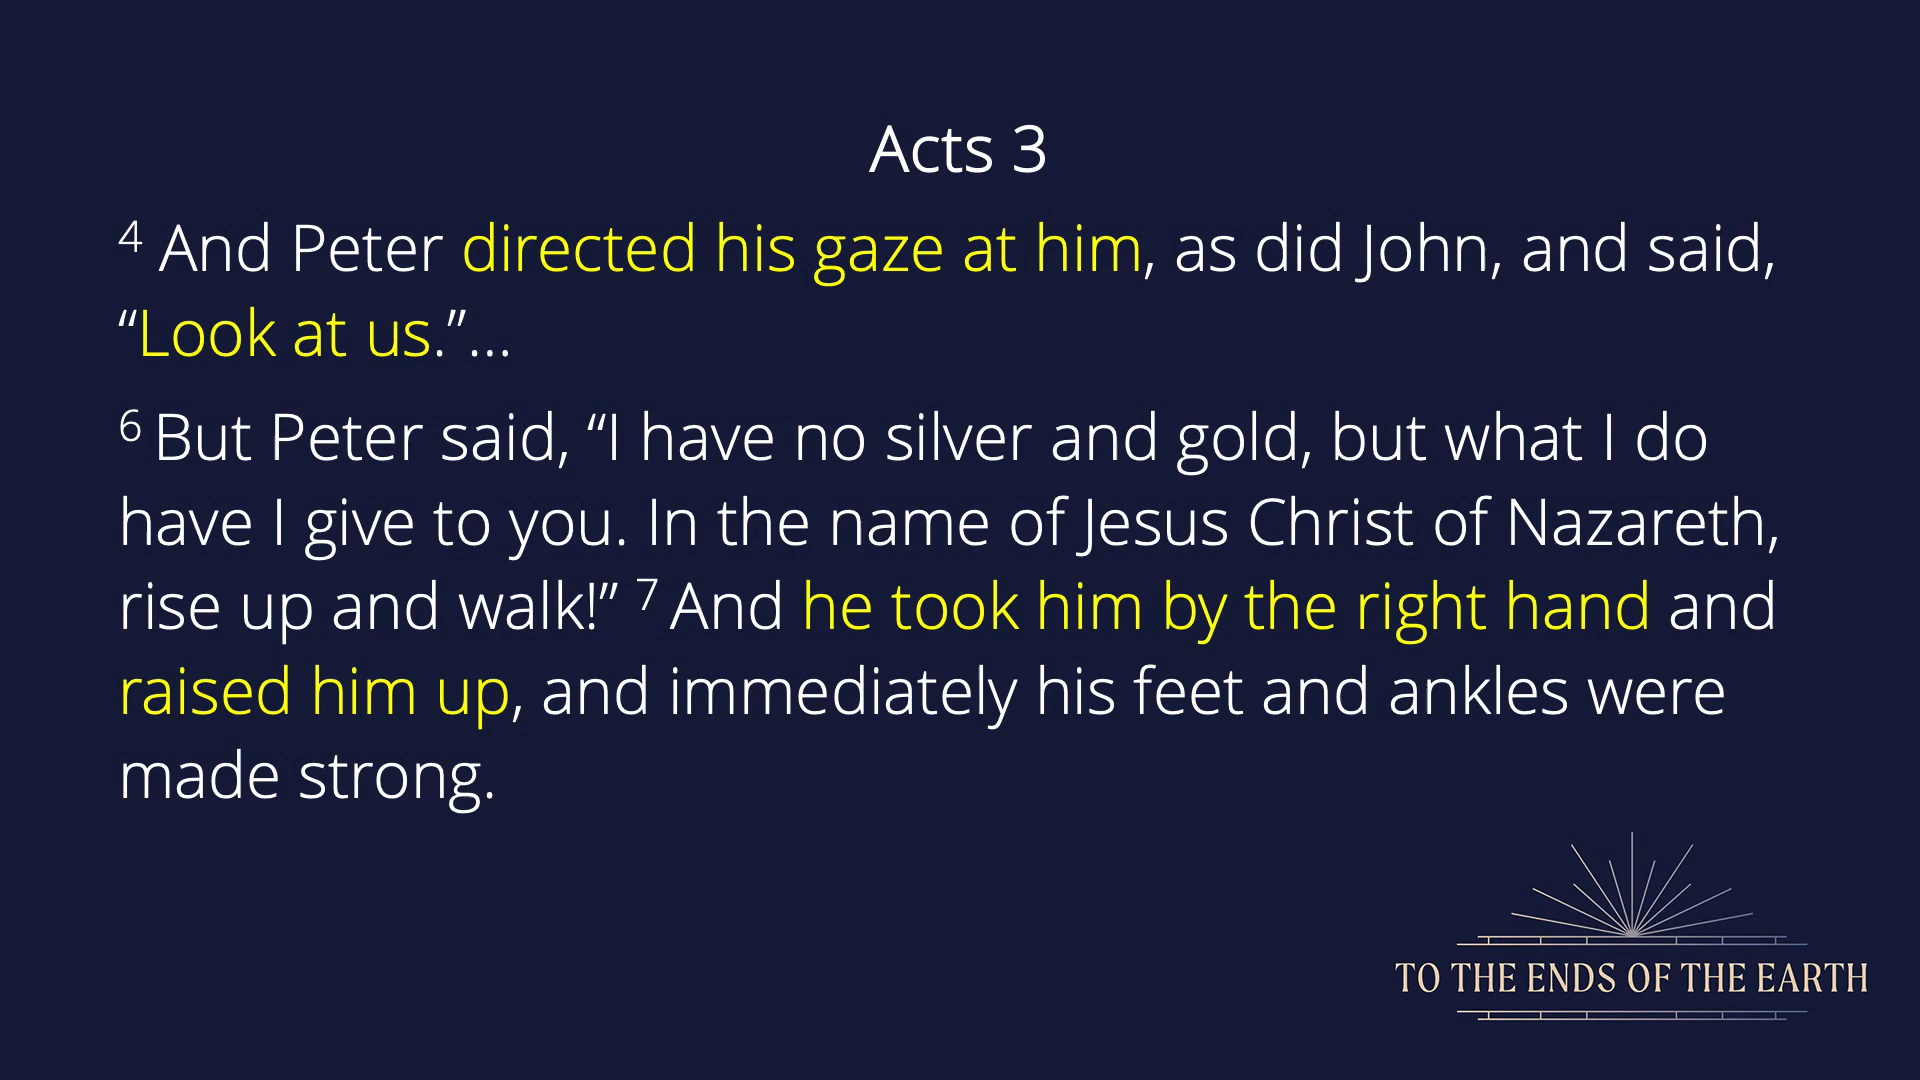 Acts 3
⁴ And Peter directed his gaze at him, as did John, and said,
“Look at us.”...
⁶ But Peter said, “I have no silver and gold, but what I do
have I give to you. In the name of Jesus Christ of Nazareth,
rise up and walk!” ⁷ And he took him by the right hand and
raised him up, and immediately his feet and ankles were
made strong.
TO THE ENDS OF THE EARTH